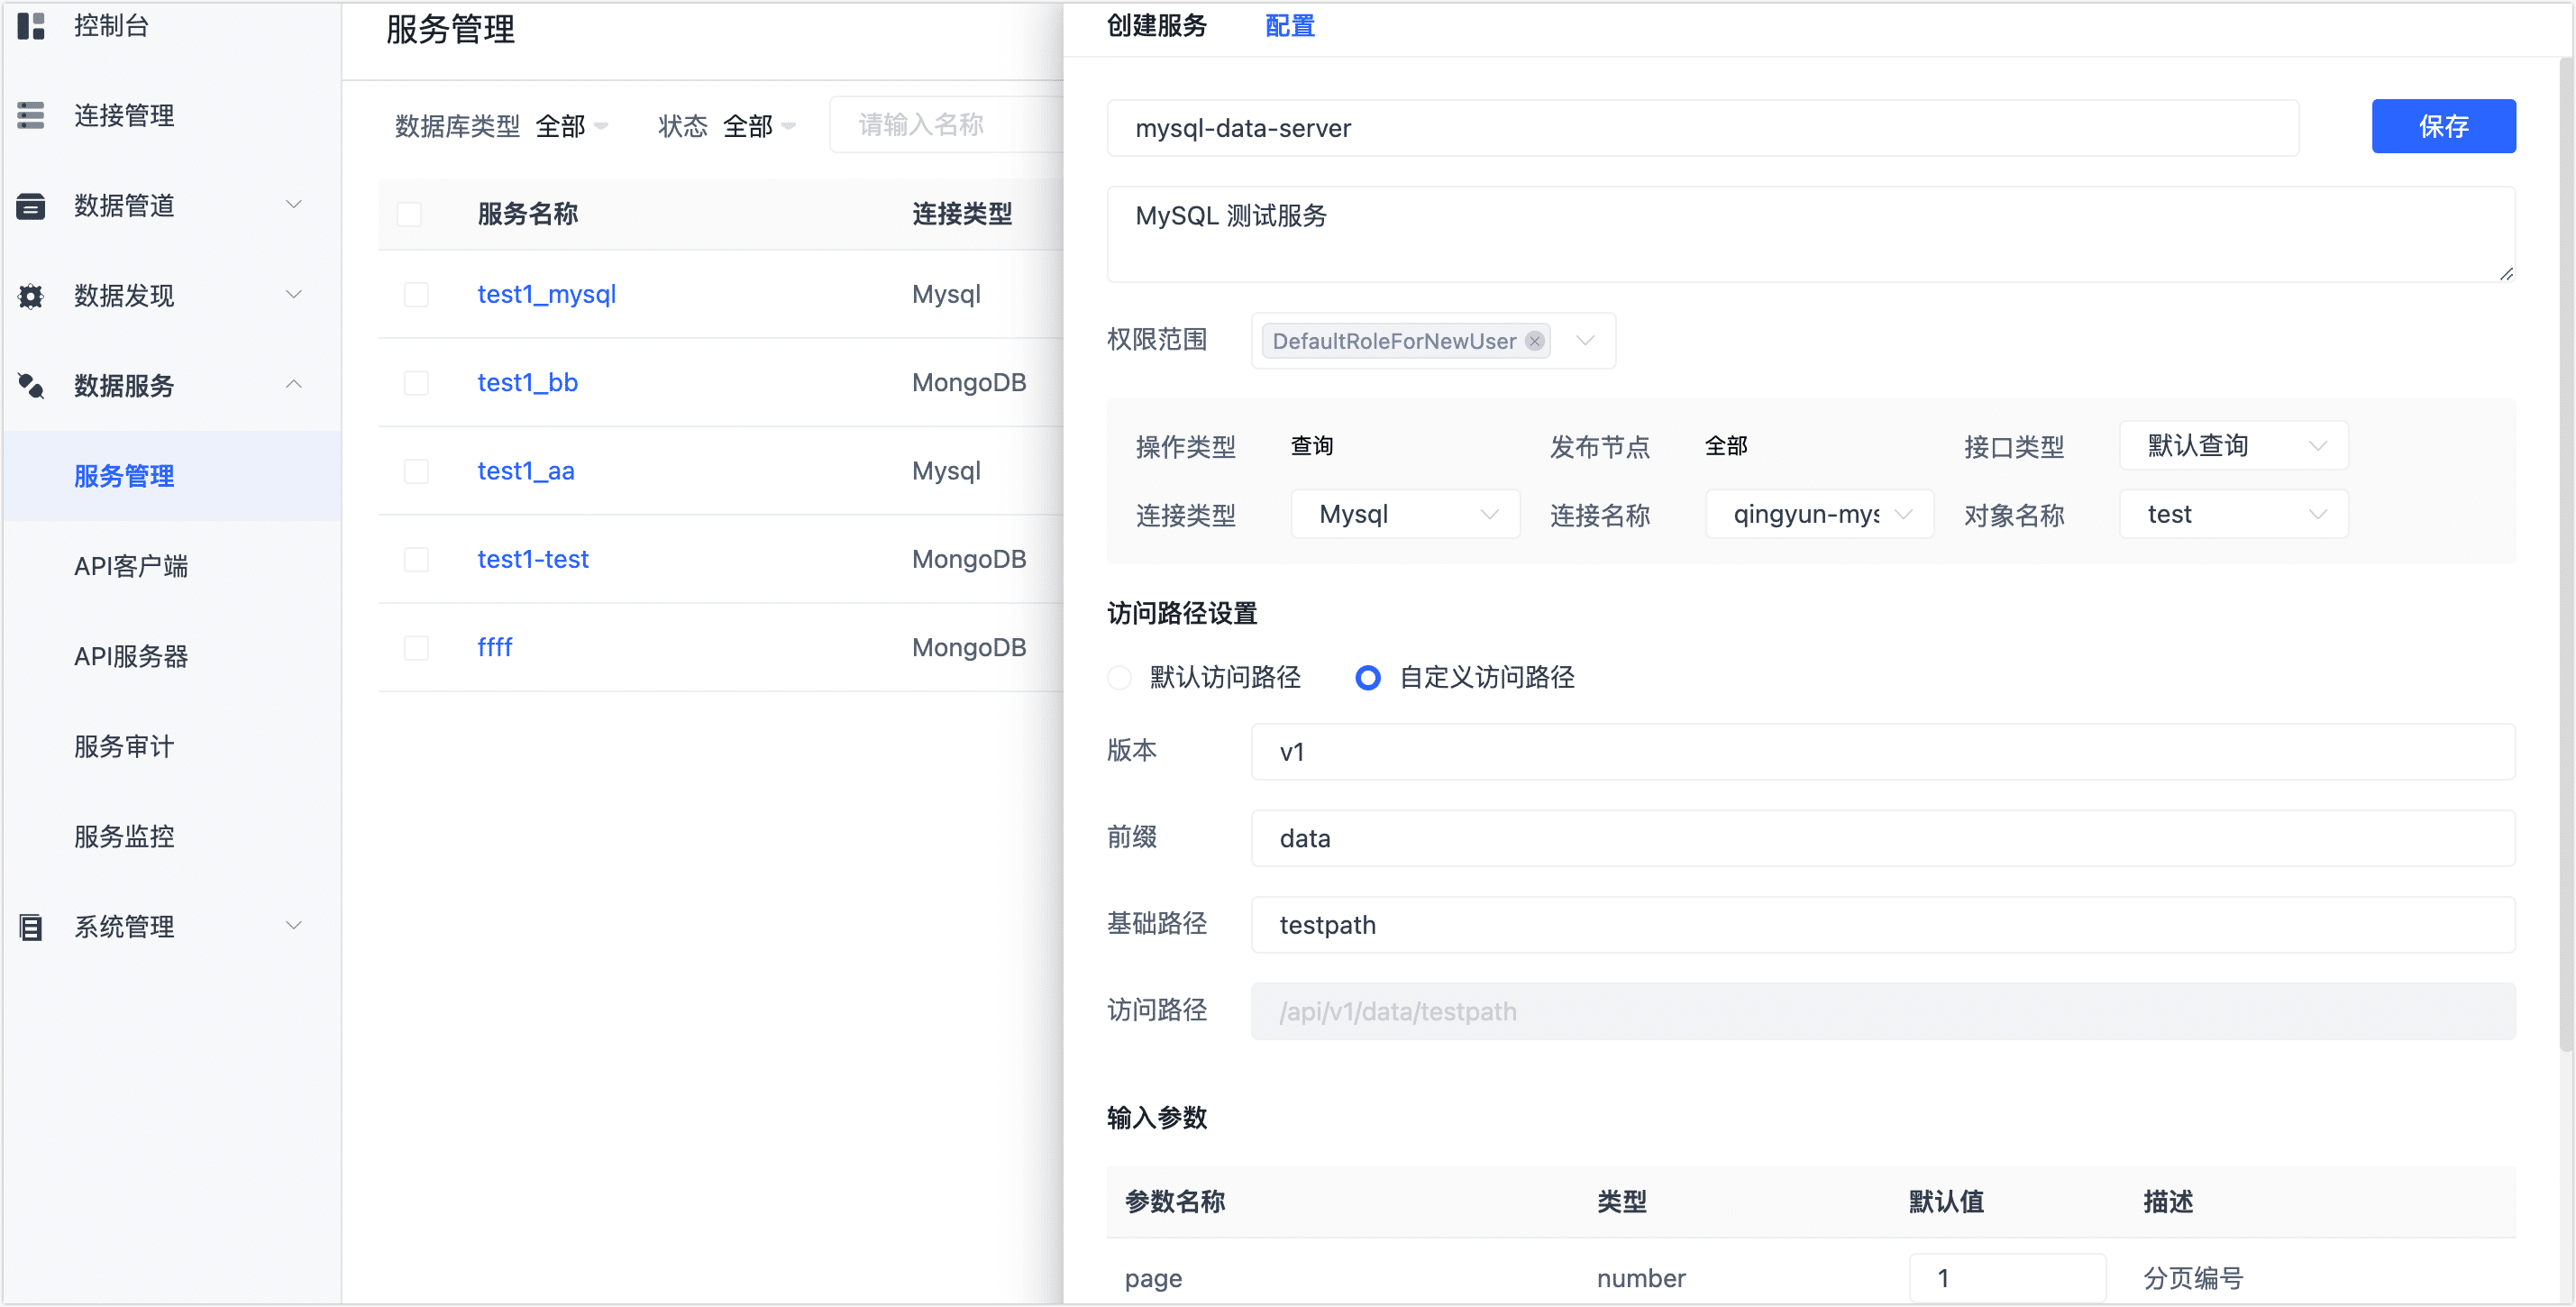 控制台
连接管理
数据管道
数据发现
数据服务
服务管理
API客户端
API服务器
服务审计
服务监控
系统管理
服务管理
数据库类型 全部 状态 全部 请输入名称
服务名称 连接类型
test1_mysql Mysql
test1_bb MongoDB
test1_aa Mysql
test1-test MongoDB
ffff MongoDB
创建服务 配置
mysql-data-server 保存
MySQL 测试服务
权限范围 DefaultRoleForNewUser
操作类型 查询 发布节点 全部 接口类型 默认查询
连接类型 Mysql 连接名称 qingyun-mys 对象名称 test
访问路径设置
默认访问路径 自定义访问路径
版本 v1
前缀 data
基础路径 testpath
访问路径 /api/v1/data/testpath
输入参数
参数名称 类型 默认值 描述
page number 1 分页编号